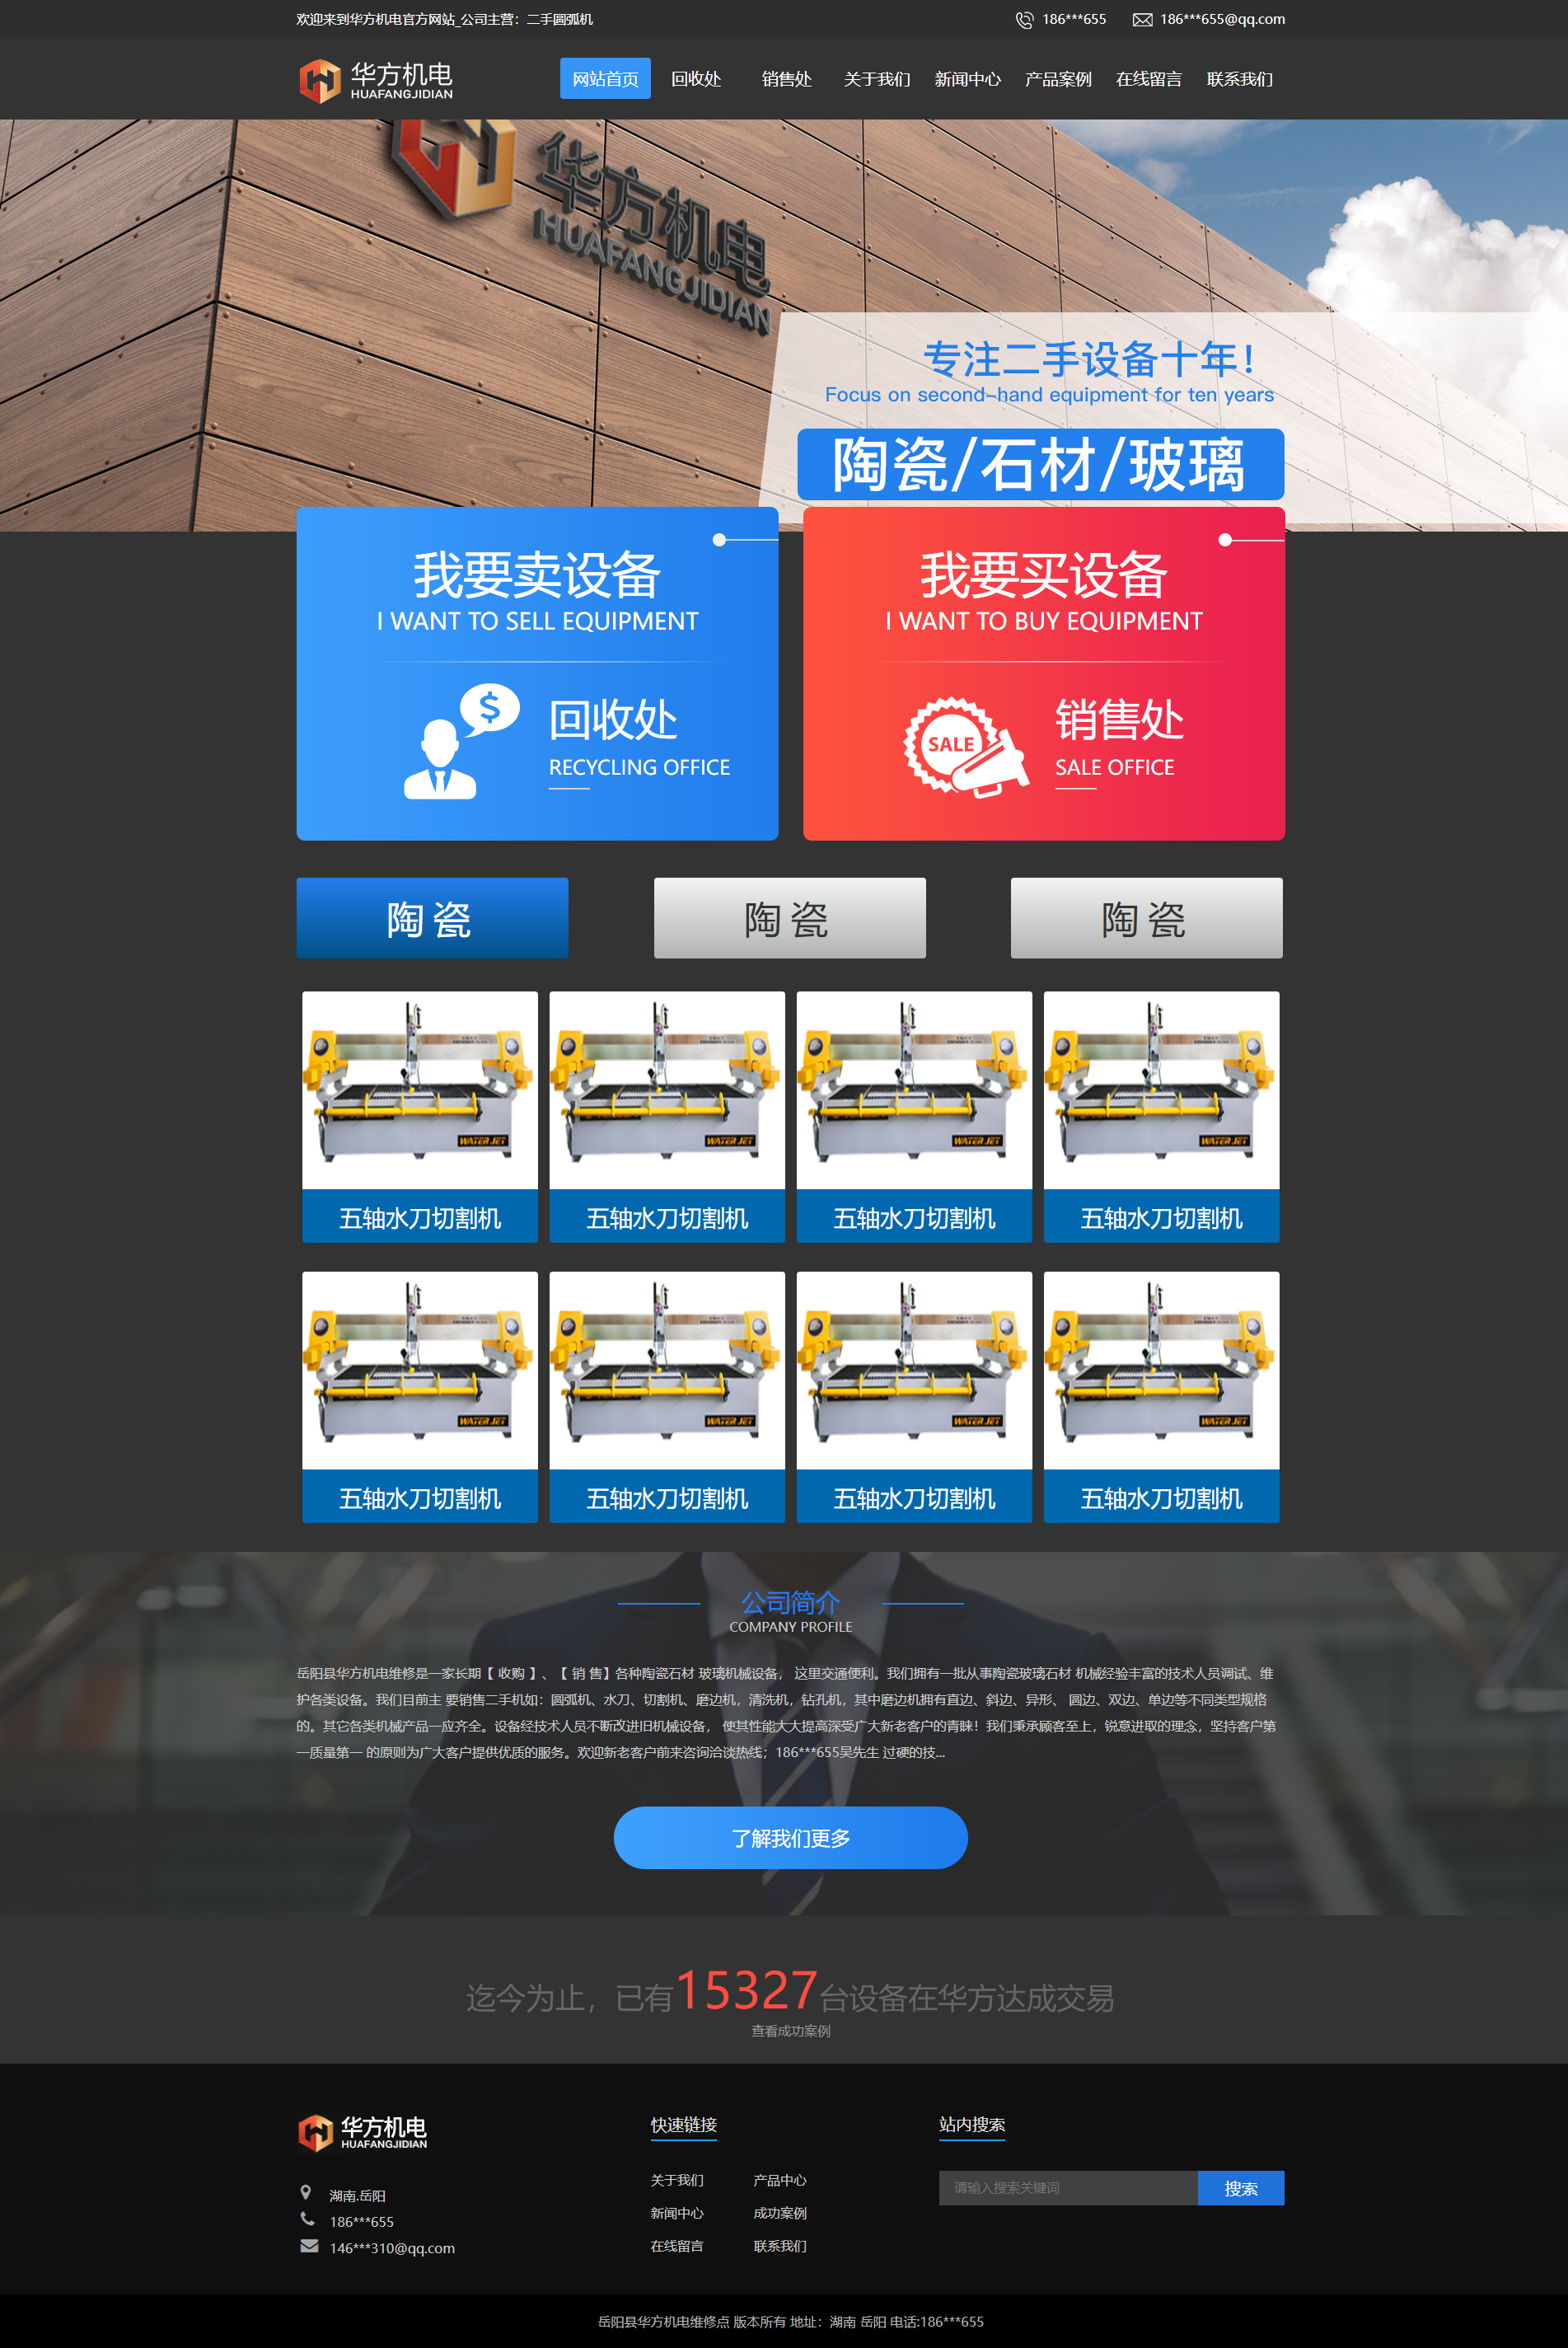 欢迎来到华方机电官方网站_公司主营：二手圆弧机
186***655
186***655@qq.com
华方机电
HUAFANGJIDIAN
网站首页 回收处 销售处 关于我们 新闻中心 产品案例 在线留言 联系我们
华方机电
HUAFANGJIDIAN
专注二手设备十年！
Focus on second-hand equipment for ten years
陶瓷/石材/玻璃
我要卖设备
I WANT TO SELL EQUIPMENT
$
回收处
RECYCLING OFFICE
我要买设备
I WANT TO BUY EQUIPMENT
SALE
销售处
SALE OFFICE
陶 瓷
陶 瓷
陶 瓷
WATER JET
WATER JET
WATER JET
WATER JET
五轴水刀切割机
五轴水刀切割机
五轴水刀切割机
五轴水刀切割机
WATER JET
WATER JET
WATER JET
WATER JET
五轴水刀切割机
五轴水刀切割机
五轴水刀切割机
五轴水刀切割机
公司简介
COMPANY PROFILE
岳阳县华方机电维修是一家长期【 收购 】、【 销 售】各种陶瓷石材 玻璃机械设备， 这里交通便利。我们拥有一批从事陶瓷玻璃石材 机械经验丰富的技术人员调试、维
护各类设备。我们目前主 要销售二手机如：圆弧机、水刀、切割机、磨边机，清洗机，钻孔机，其中磨边机拥有直边、斜边、异形、 圆边、双边、单边等不同类型规格
的。其它各类机械产品一应齐全。设备经技术人员不断改进旧机械设备， 使其性能大大提高深受广大新老客户的青睐！我们秉承顾客至上，锐意进取的理念，坚持客户第
一质量第一 的原则为广大客户提供优质的服务。欢迎新老客户前来咨询洽谈热线；186***655吴先生 过硬的技...
了解我们更多
迄今为止，已有15327台设备在华方达成交易
查看成功案例
华方机电
HUAFANGJIDIAN
湖南.岳阳
186***655
146***310@qq.com
快速链接
关于我们 产品中心
新闻中心 成功案例
在线留言 联系我们
站内搜索
请输入搜索关键词
搜索
岳阳县华方机电维修点 版本所有 地址：湖南 岳阳 电话:186***655